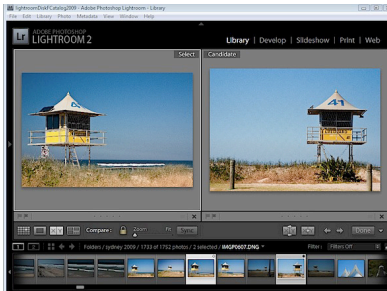 lightroomDiskFCatalog2009 - Adobe Photoshop Lightroom - Library
File Edit Library Photo Metadata View Window Help
Lr ADOBE PHOTOSHOP
LIGHTROOM 2
Library | Develop | Slideshow | Print | Web
Select
Candidate
41
Compare :
Zoom
Fit
Sync
Done
1 2
Folders / sydney 2009 / 1733 of 1752 photos / 2 selected / IMGP0607.DNG
Filter : Filters Off